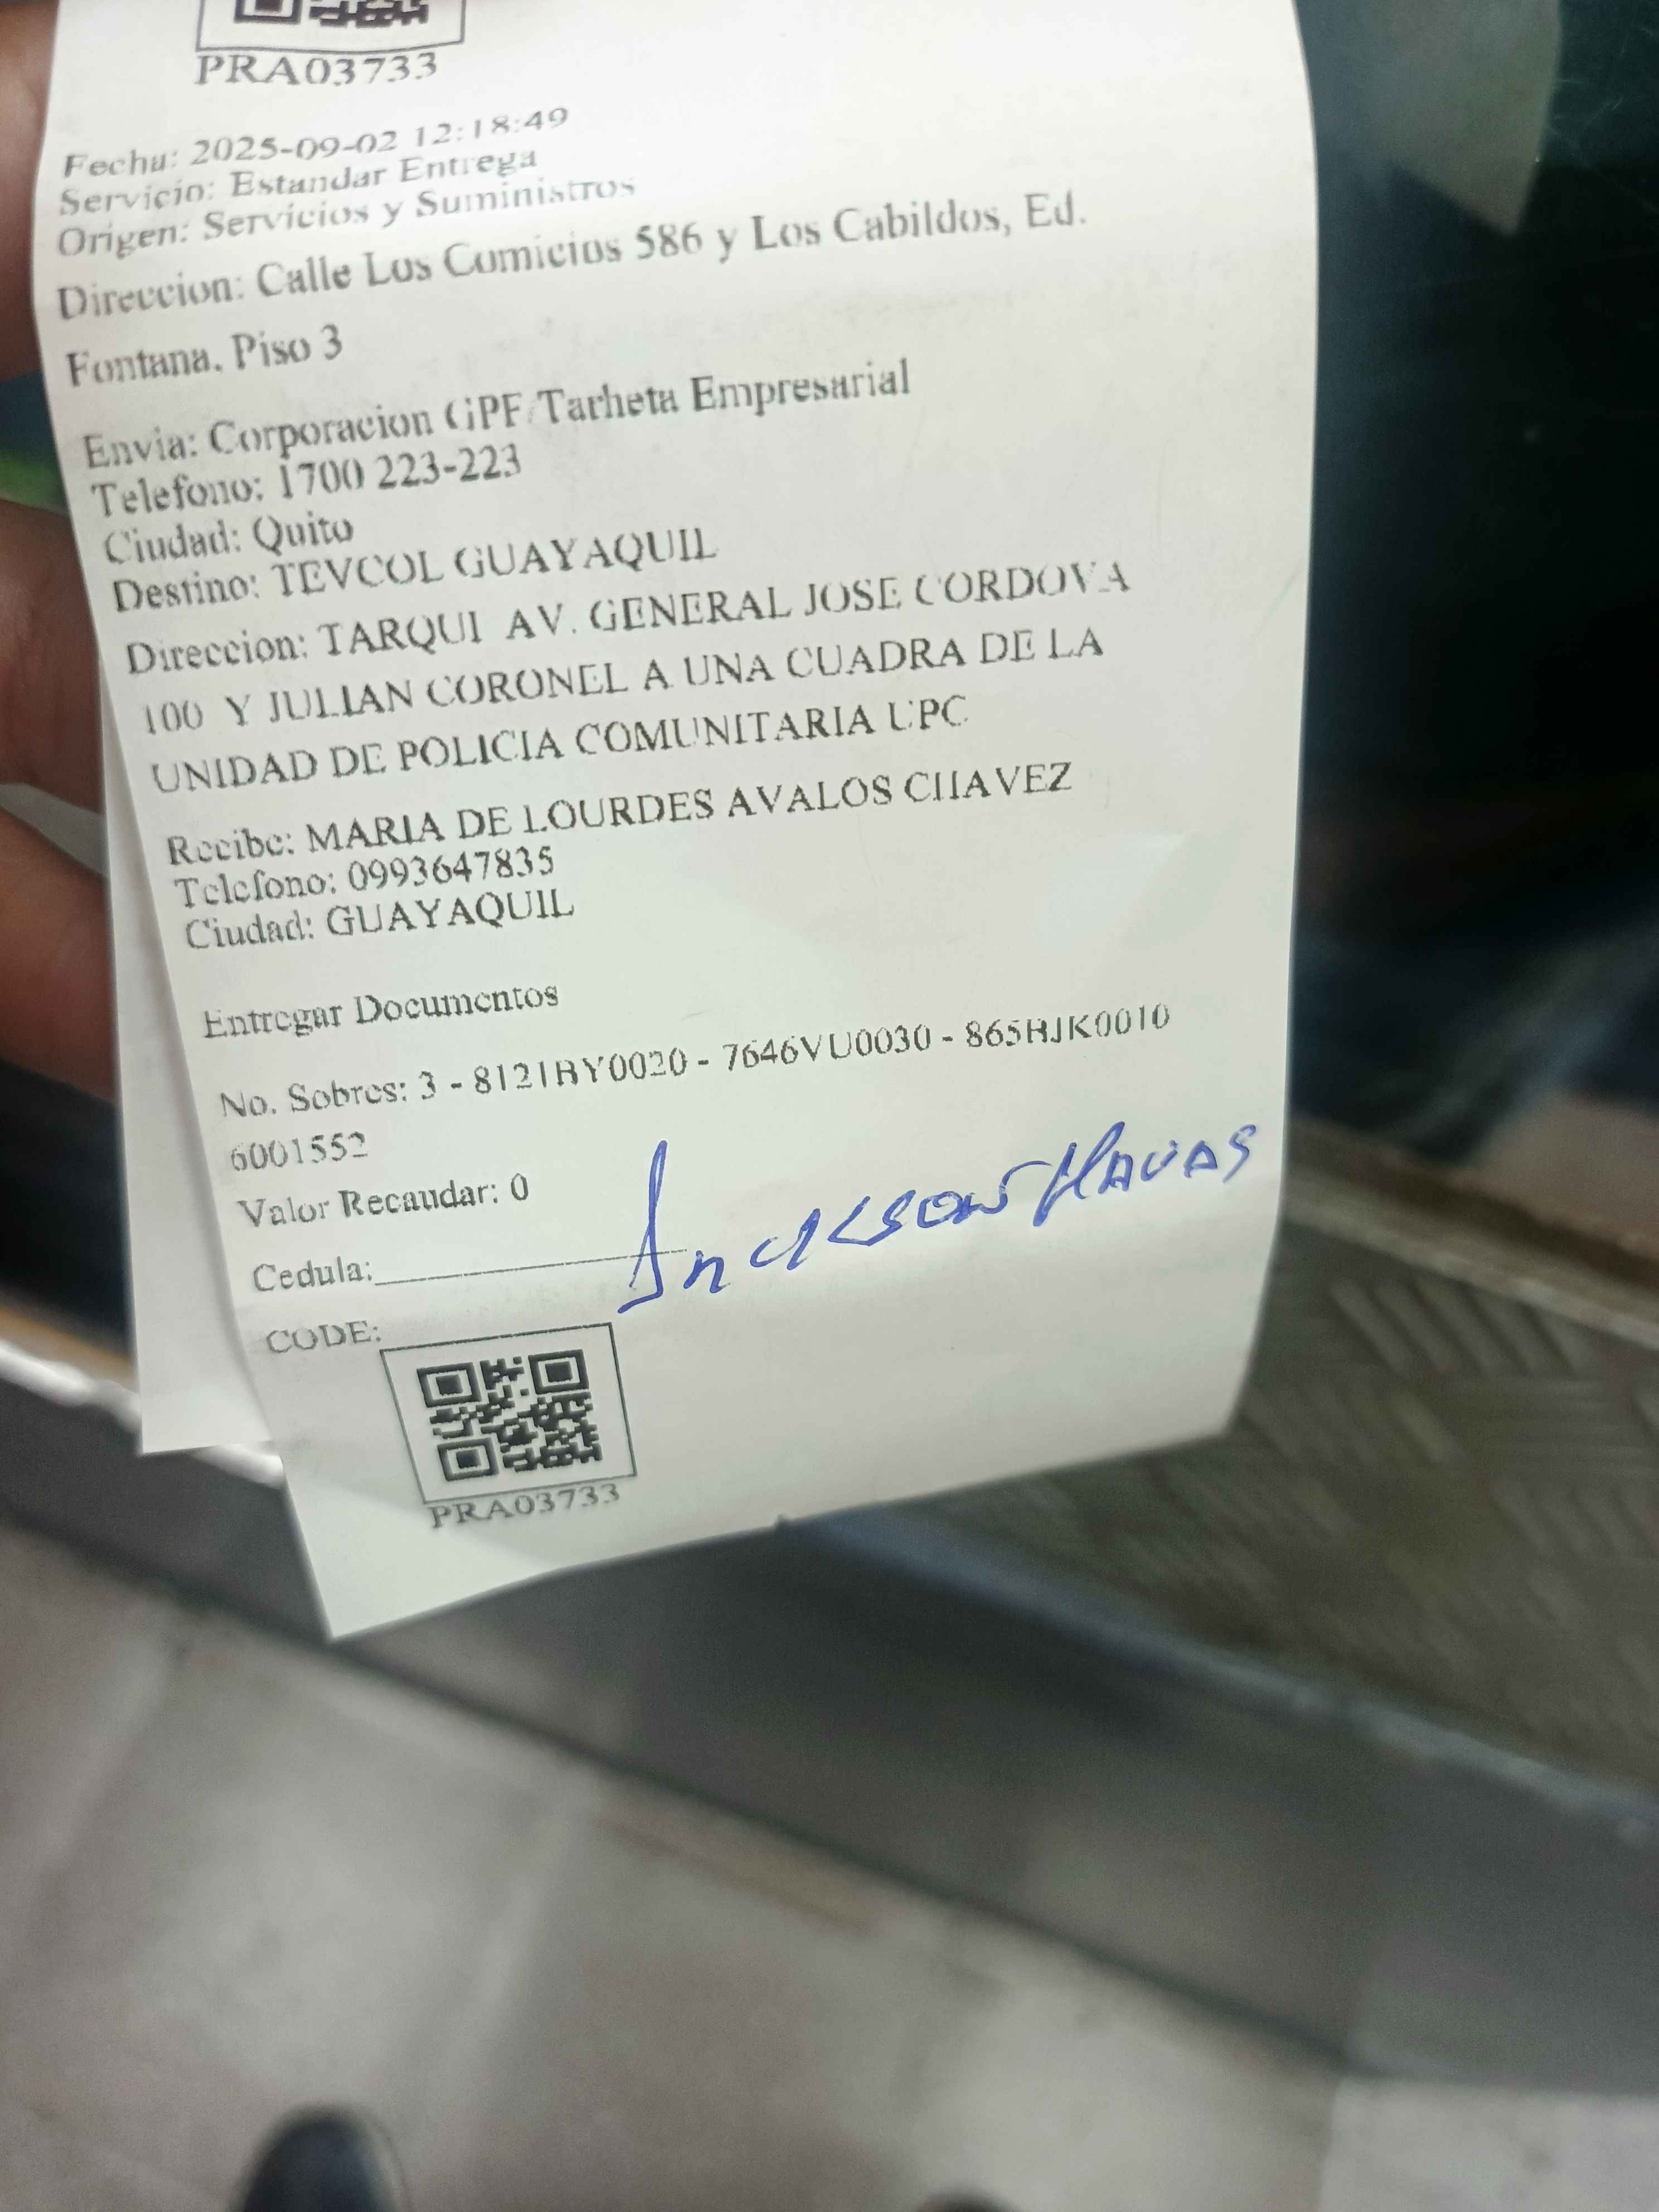 PRA03733
Fecha: 2025-09-02 12:18:49
Servicio: Estandar Entrega
Origen: Servicios y Suministros
Direccion: Calle Los Comicios 586 y Los Cabildos, Ed.
Fontana, Piso 3
Envia: Corporacion GPF/Tarheta Empresarial
Telefono: 1700 223-223
Ciudad: Quito
Destino: TEVCOL GUAYAQUIL
Direccion: TARQUI AV. GENERAL JOSE CORDOVA
100 Y JULIAN CORONEL A UNA CUADRA DE LA
UNIDAD DE POLICIA COMUNITARIA UPC
Recibe: MARIA DE LOURDES AVALOS CHAVEZ
Telefono: 0993647835
Ciudad: GUAYAQUIL
Entregar Documentos
No. Sobres: 3 - 8121BY0020 - 7646VU0030 - 865HJK0010
6001552
Valor Recaudar: 0
Cedula:
CODE:
PRA03733